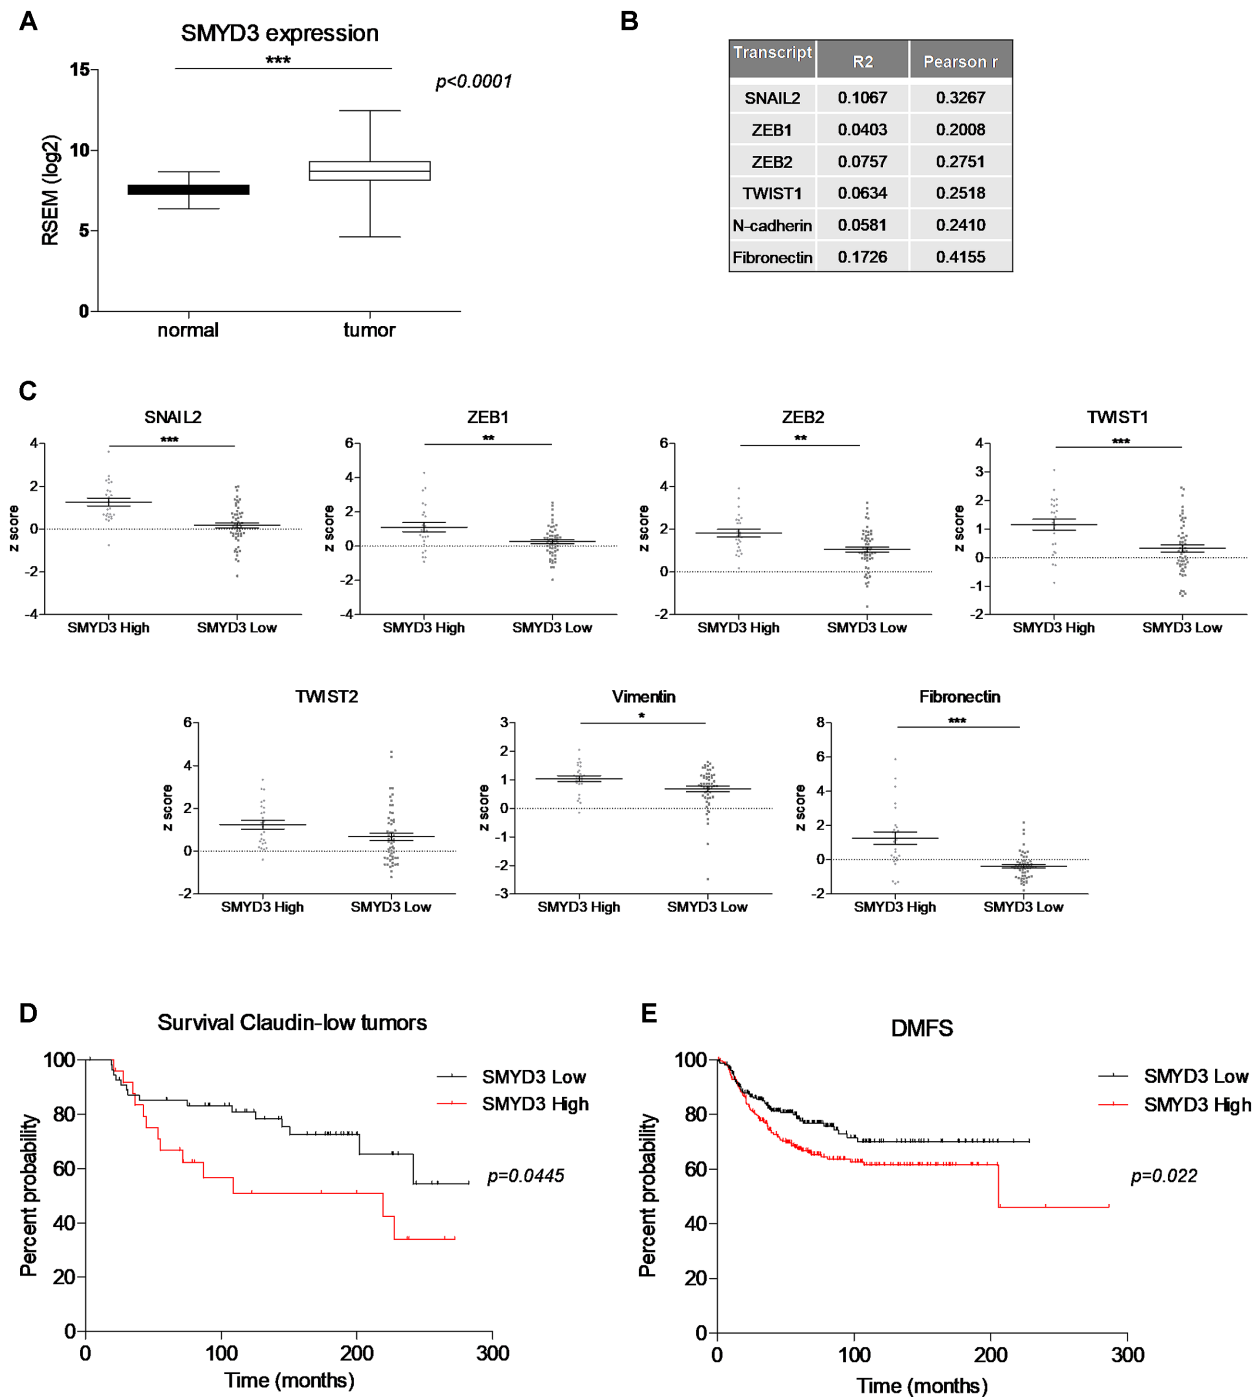 A
SMYD3 expression
***
p<0.0001
15
10
5
0
RSEM (log2)
normal
tumor
B
Transcript R2 Pearson r
SNAIL2 0.1067 0.3267
ZEB1 0.0403 0.2008
ZEB2 0.0757 0.2751
TWIST1 0.0634 0.2518
N-cadherin 0.0581 0.2410
Fibronectin 0.1726 0.4155
C
SNAIL2
***
4
2
0
-2
-4
z score
SMYD3 High
SMYD3 Low
ZEB1
**
6
4
2
0
-2
-4
z score
SMYD3 High
SMYD3 Low
ZEB2
**
6
4
2
0
-2
z score
SMYD3 High
SMYD3 Low
TWIST1
***
4
3
2
1
0
-1
-2
z score
SMYD3 High
SMYD3 Low
TWIST2
6
4
2
0
-2
z score
SMYD3 High
SMYD3 Low
Vimentin
*
3
2
1
0
-1
-2
-3
z score
SMYD3 High
SMYD3 Low
Fibronectin
***
8
6
4
2
0
-2
z score
SMYD3 High
SMYD3 Low
D
Survival Claudin-low tumors
100
80
60
40
20
0
Percent probability
SMYD3 Low
SMYD3 High
p=0.0445
0
100
200
300
Time (months)
E
DMFS
100
80
60
40
20
0
Percent probability
SMYD3 Low
SMYD3 High
p=0.022
0
100
200
300
Time (months)